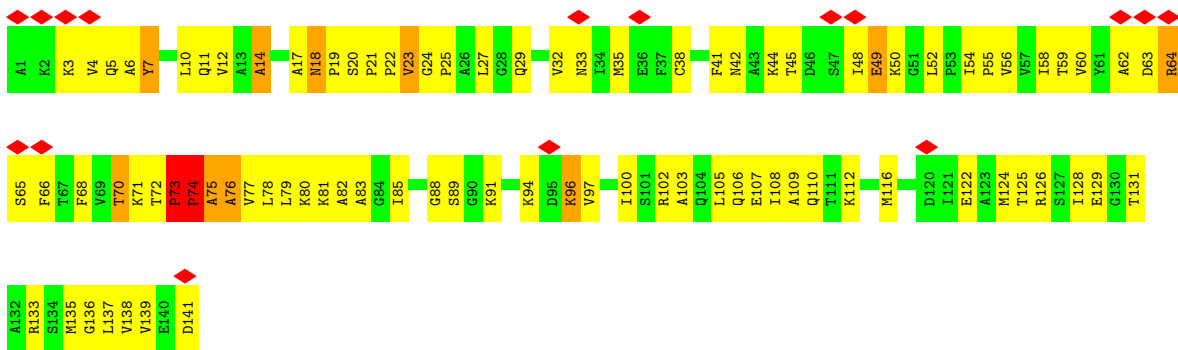 A1 K2 K3 V4 Q5 A6 Y7 L10 Q11 V12 A13 A14 A17 N18 P19 S20 P21 P22 V23 G24 P25 A26 L27 G28 Q29 V32 N33 I34 M35 E36 F37 C38 F41 N42 A43 K44 T45 D46 S47 I48 E49 K50 G51 L52 P53 I54 P55 V56 V57 I58 T59 V60 Y61 A62 D63 R64
S65 F66 T67 F68 V69 T70 K71 T72 P73 P74 A75 A76 V77 L78 L79 K80 K81 A82 A83 G84 I85 G88 S89 G90 K91 K94 D95 K96 V97 I100 S101 R102 A103 Q104 L105 Q106 E107 I108 A109 Q110 T111 K112 M116 D120 I121 E122 A123 M124 T125 R126 S127 I128 E129 G130 T131
A132 R133 S134 M135 G136 L137 V138 V139 E140 D141